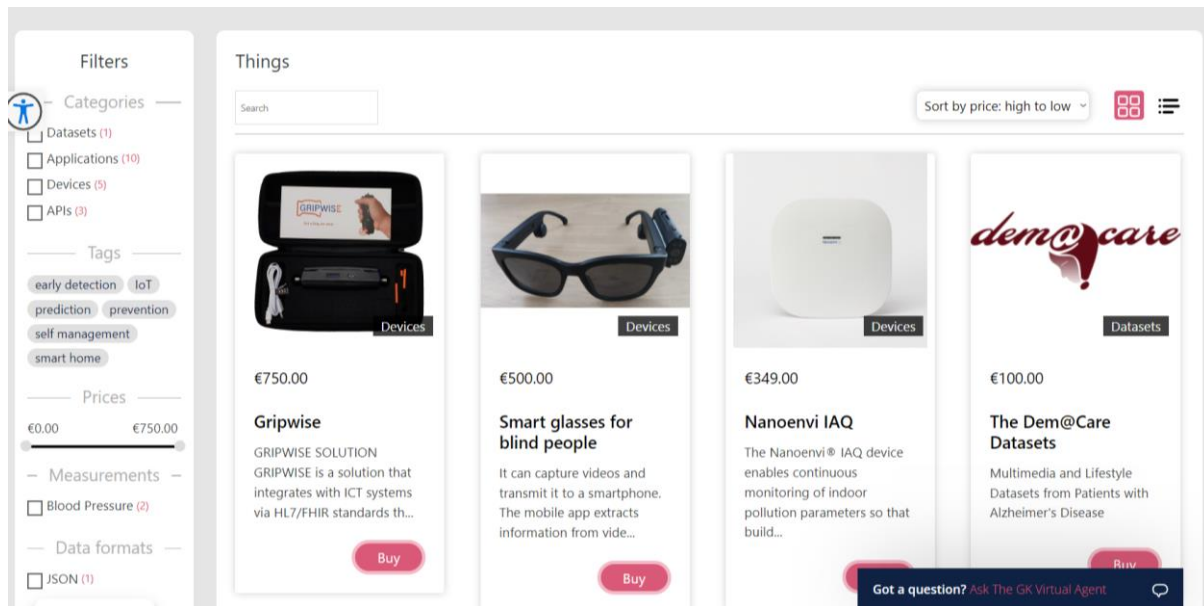 Filters
Categories
Datasets (1)
Applications (10)
Devices (5)
APIs (3)
Tags
early detection IoT
prediction prevention
self management
smart home
Prices
€0.00 €750.00
Measurements
Blood Pressure (2)
Data formats
JSON (1)
Things
Search
Sort by price: high to low
GRIPWISE
Devices
€750.00
Gripwise
GRIPWISE SOLUTION
GRIPWISE is a solution that
integrates with ICT systems
via HL7/FHIR standards th...
Buy
Devices
€500.00
Smart glasses for
blind people
It can capture videos and
transmit it to a smartphone.
The mobile app extracts
information from vide...
Buy
Devices
€349.00
Nanoenvi IAQ
The Nanoenvi® IAQ device
enables continuous
monitoring of indoor
pollution parameters so that
build...
dem@care
Datasets
€100.00
The Dem@Care
Datasets
Multimedia and Lifestyle
Datasets from Patients with
Alzheimer's Disease
Buy
Got a question? Ask The GK Virtual Agent